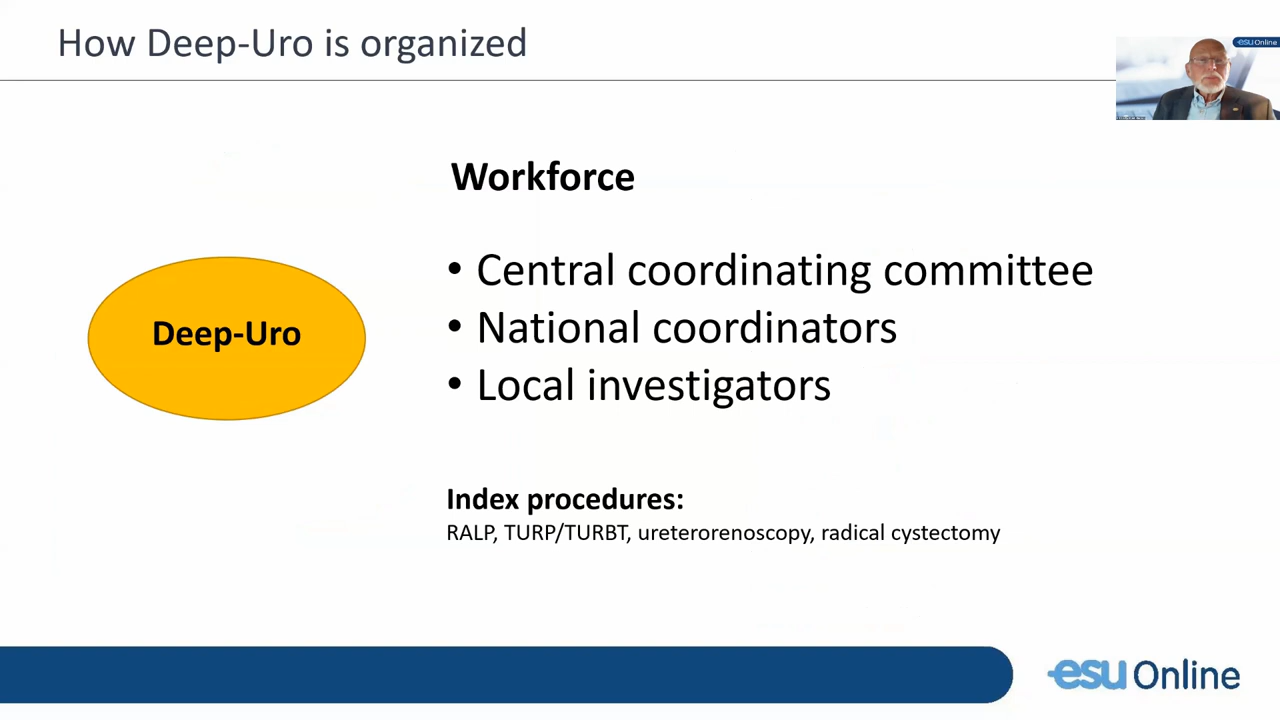 How Deep-Uro is organized
esu Online
Workforce
• Central coordinating committee
• National coordinators
• Local investigators
Deep-Uro
Index procedures:
RALP, TURP/TURBT, ureterorenoscopy, radical cystectomy
esu Online